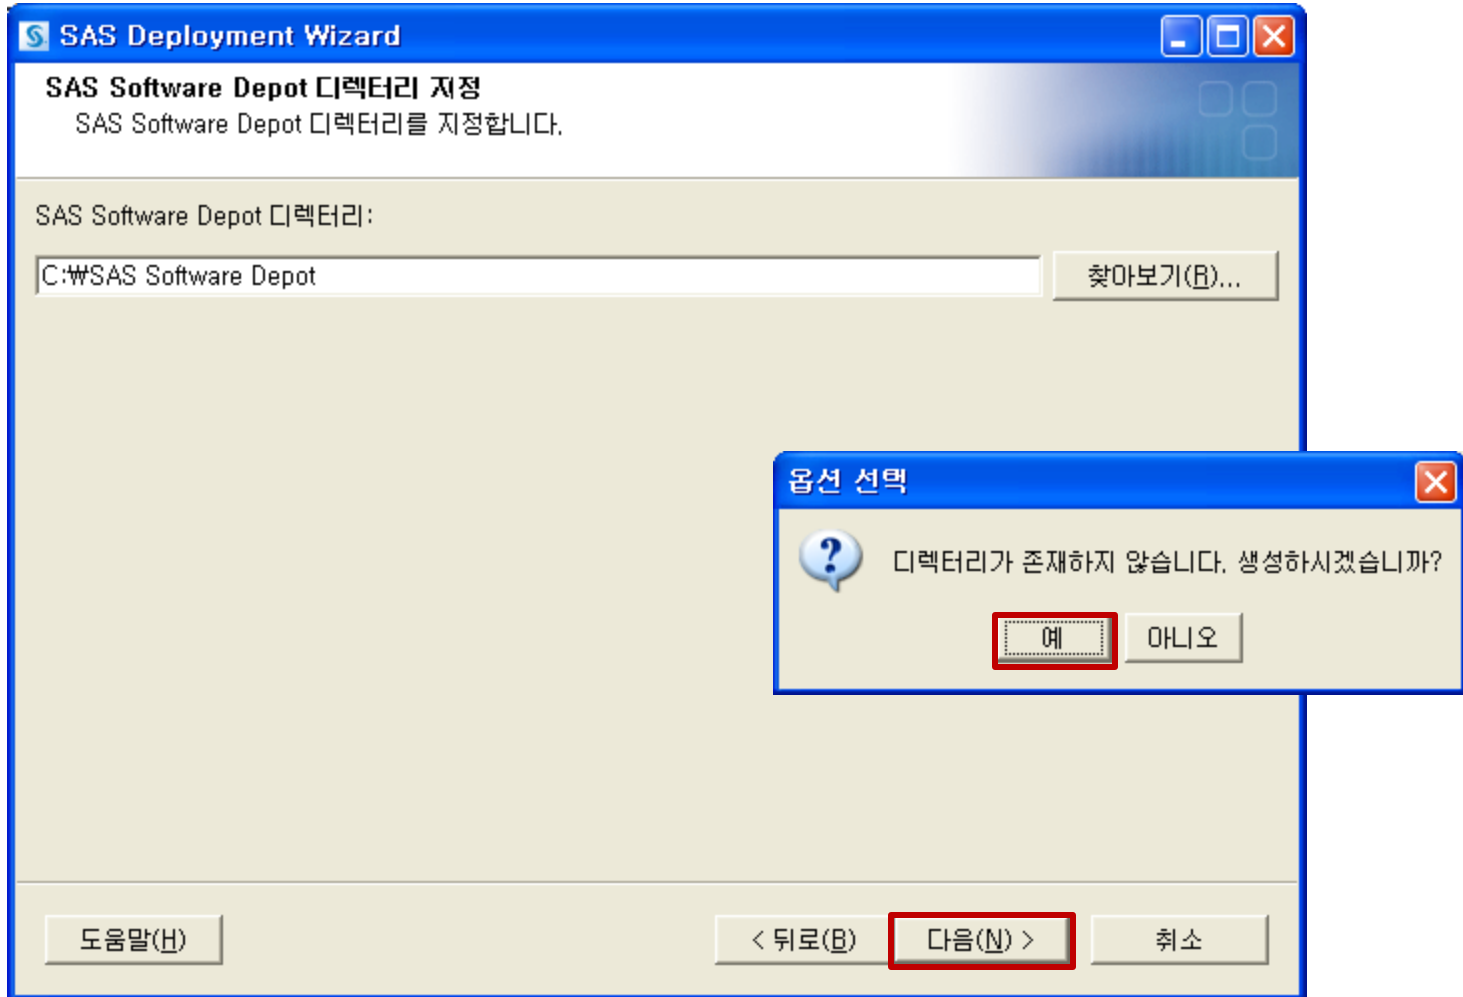 SAS Deployment Wizard
SAS Software Depot 디렉터리 지정
SAS Software Depot 디렉터리를 지정합니다.
SAS Software Depot 디렉터리:
C:₩SAS Software Depot
찾아보기(R)...
옵션 선택
디렉터리가 존재하지 않습니다. 생성하시겠습니까?
예
아니오
도움말(H)
< 뒤로(B)
다음(N) >
취소